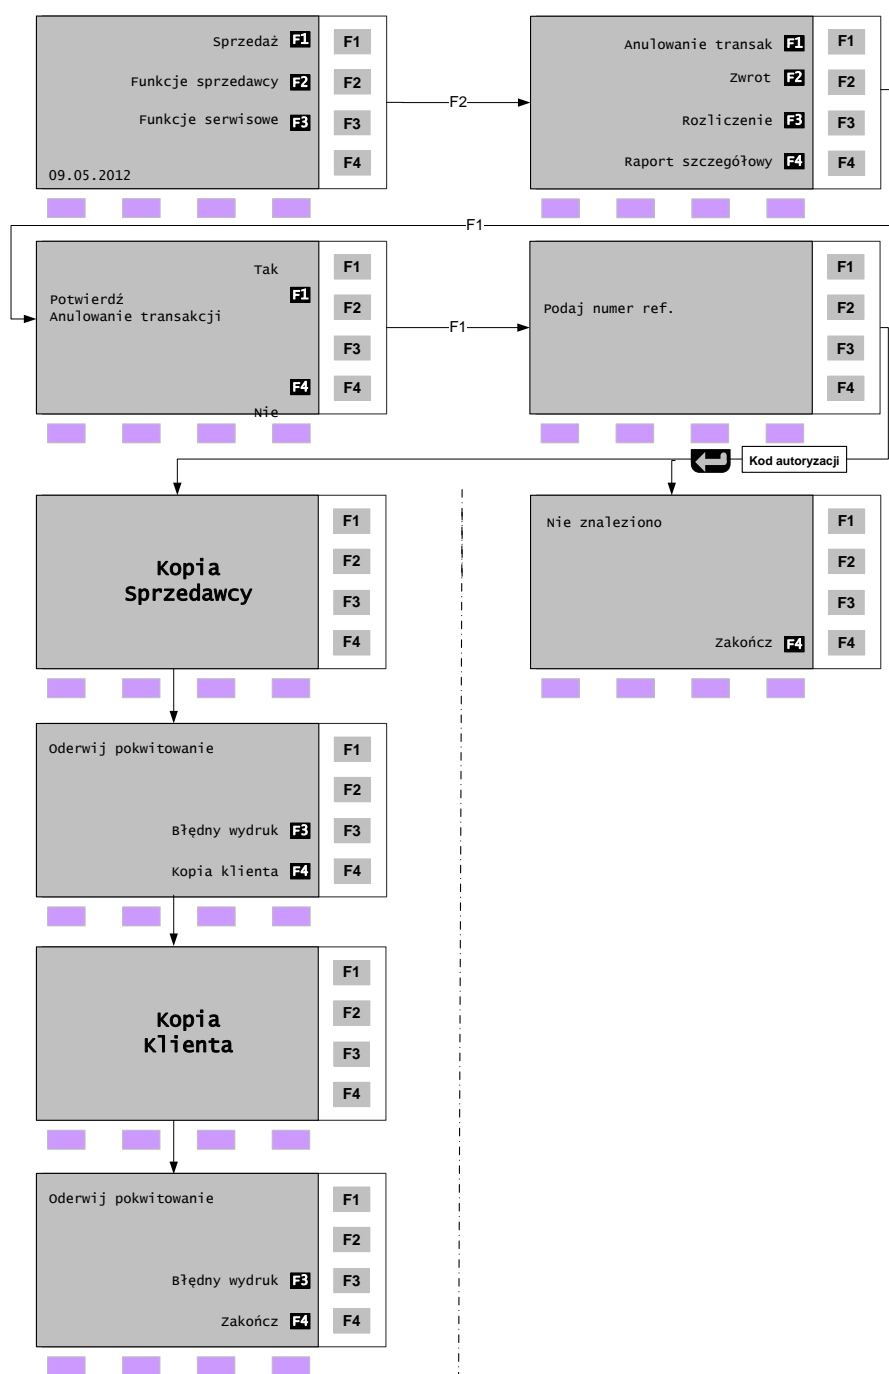 Sprzedaż F1
Funkcje sprzedawcy F2
Funkcje serwisowe F3
09.05.2012
F1
F2
F3
F4
F2
Anulowanie transak F1
Zwrot F2
Rozliczenie F3
Raport szczegółowy F4
F1
F2
F3
F4
F1
Tak
F1
Potwierdź
Anulowanie transakcji
F4
Nie
F1
F2
F3
F4
F1
Podaj numer ref.
F1
F2
F3
F4
Kod autoryzacji
Kopia
Sprzedawcy
F1
F2
F3
F4
Nie znaleziono
Zakończ F4
F1
F2
F3
F4
Oderwij pokwitowanie
Błędny wydruk F3
Kopia klienta F4
F1
F2
F3
F4
Kopia
Klienta
F1
F2
F3
F4
Oderwij pokwitowanie
Błędny wydruk F3
Zakończ F4
F1
F2
F3
F4